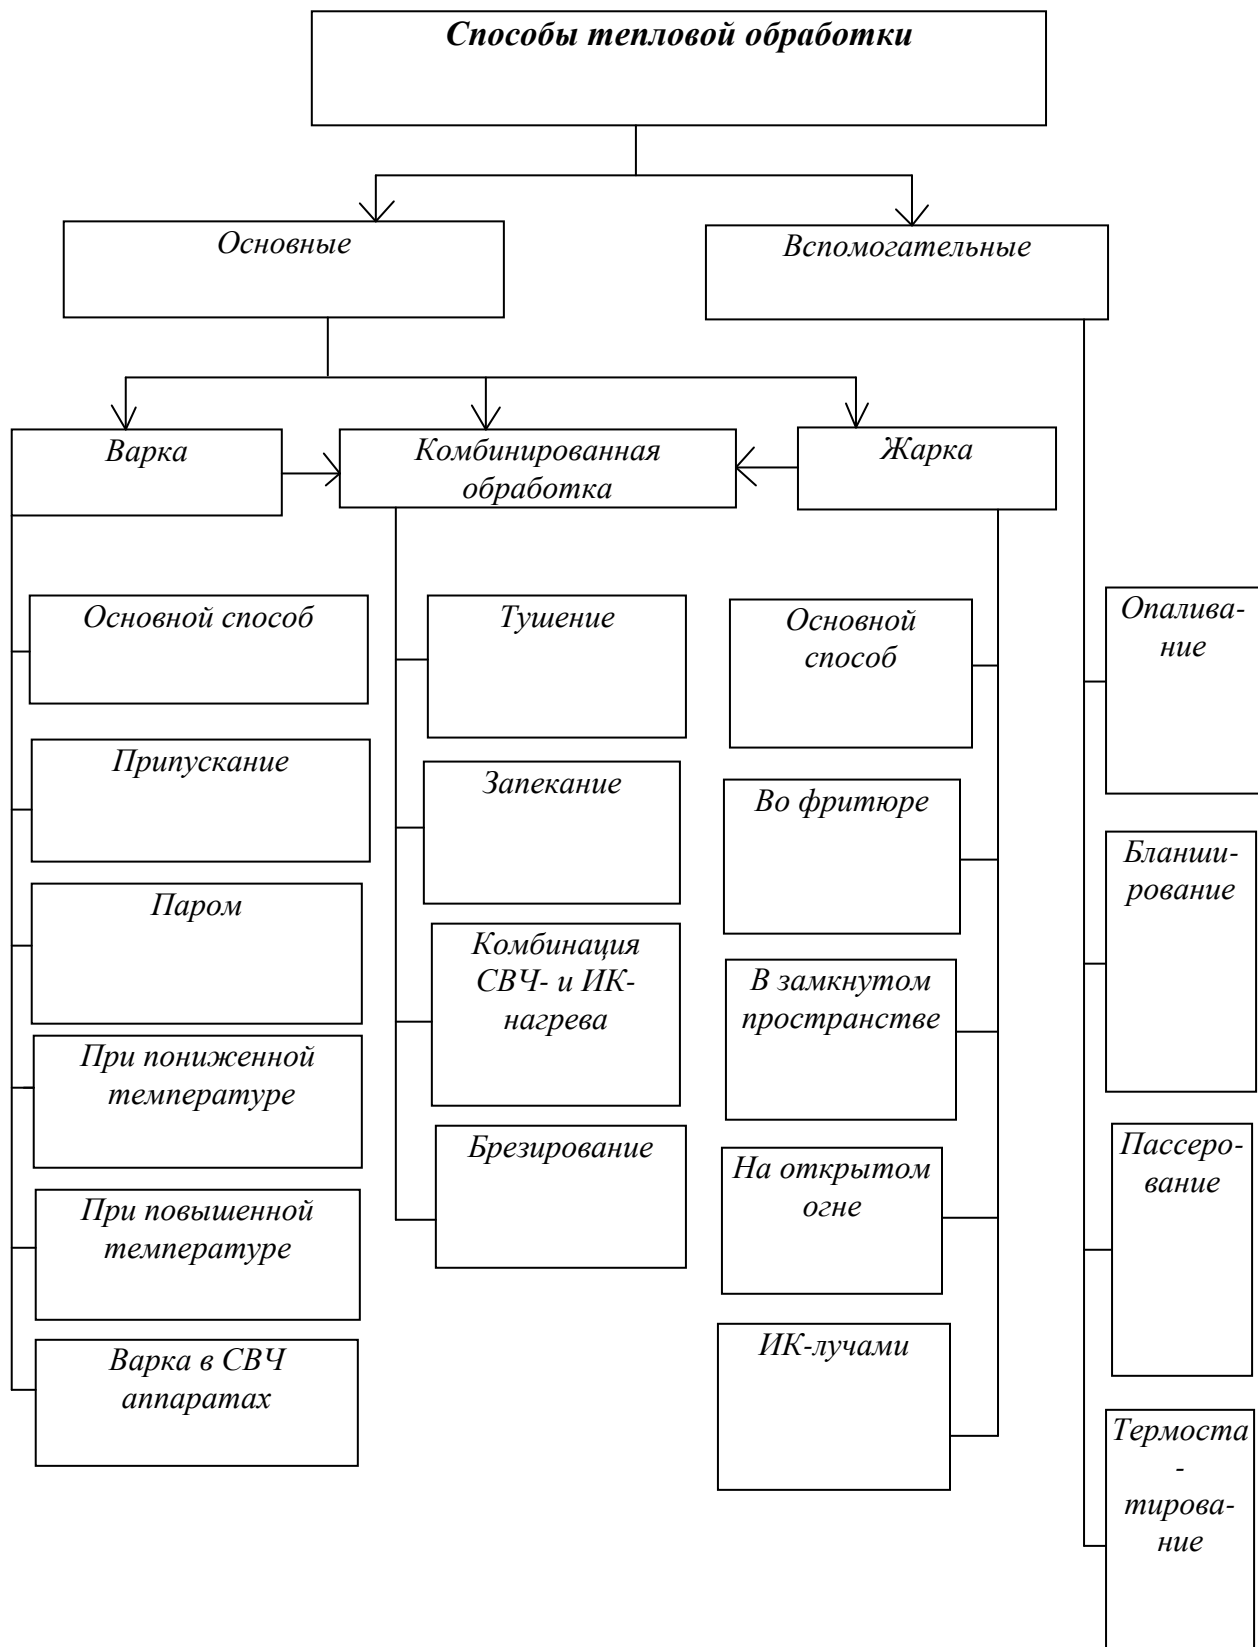 Способы тепловой обработки
Основные
Вспомогательные
Варка
Комбинированная
обработка
Жарка
Основной способ
Припускание
Паром
При пониженной
температуре
При повышенной
температуре
Варка в СВЧ
аппаратах
Тушение
Запекание
Комбинация
СВЧ- и ИК-
нагрева
Брезирование
Основной
способ
Во фритюре
В замкнутом
пространстве
На открытом
огне
ИК-лучами
Опалива-
ние
Бланши-
рование
Пассеро-
вание
Термоста
-
тирова-
ние